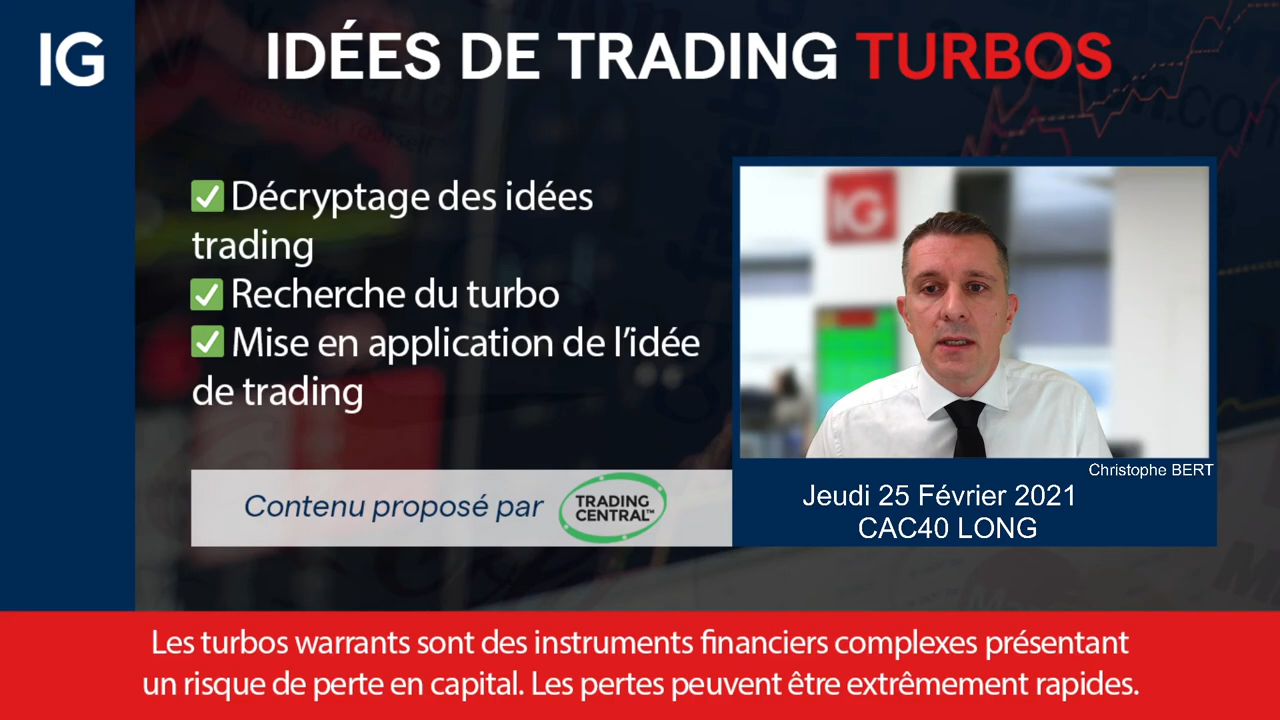 IG
IDÉES DE TRADING TURBOS
✅ Décryptage des idées
trading
✅ Recherche du turbo
✅ Mise en application de l'idée
de trading
IG
Contenu proposé par
TRADING
CENTRAL™
Christophe BERT
Jeudi 25 Février 2021
CAC40 LONG
Les turbos warrants sont des instruments financiers complexes présentant
un risque de perte en capital. Les pertes peuvent être extrêmement rapides.